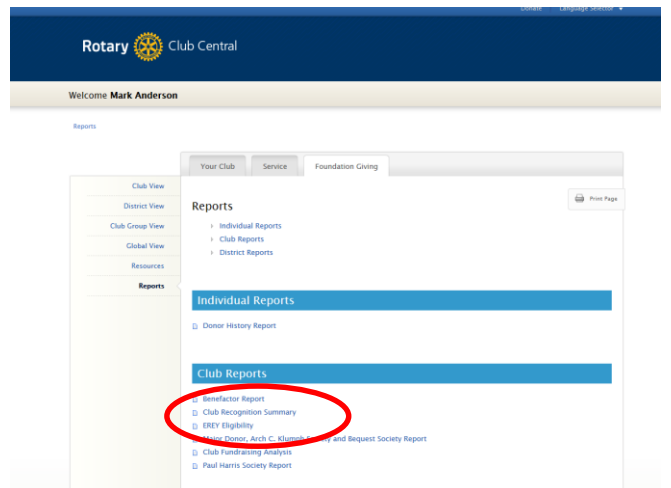 Donate Language Selector
Rotary Club Central
Welcome Mark Anderson
Reports
Your Club Service Foundation Giving
Club View
District View
Club Group View
Global View
Resources
Reports
Print Page
Reports
Individual Reports
Club Reports
District Reports
Individual Reports
Donor History Report
Club Reports
Benefactor Report
Club Recognition Summary
EREY Eligibility
Major Donor, Arch C. Klumph Society and Bequest Society Report
Club Fundraising Analysis
Paul Harris Society Report